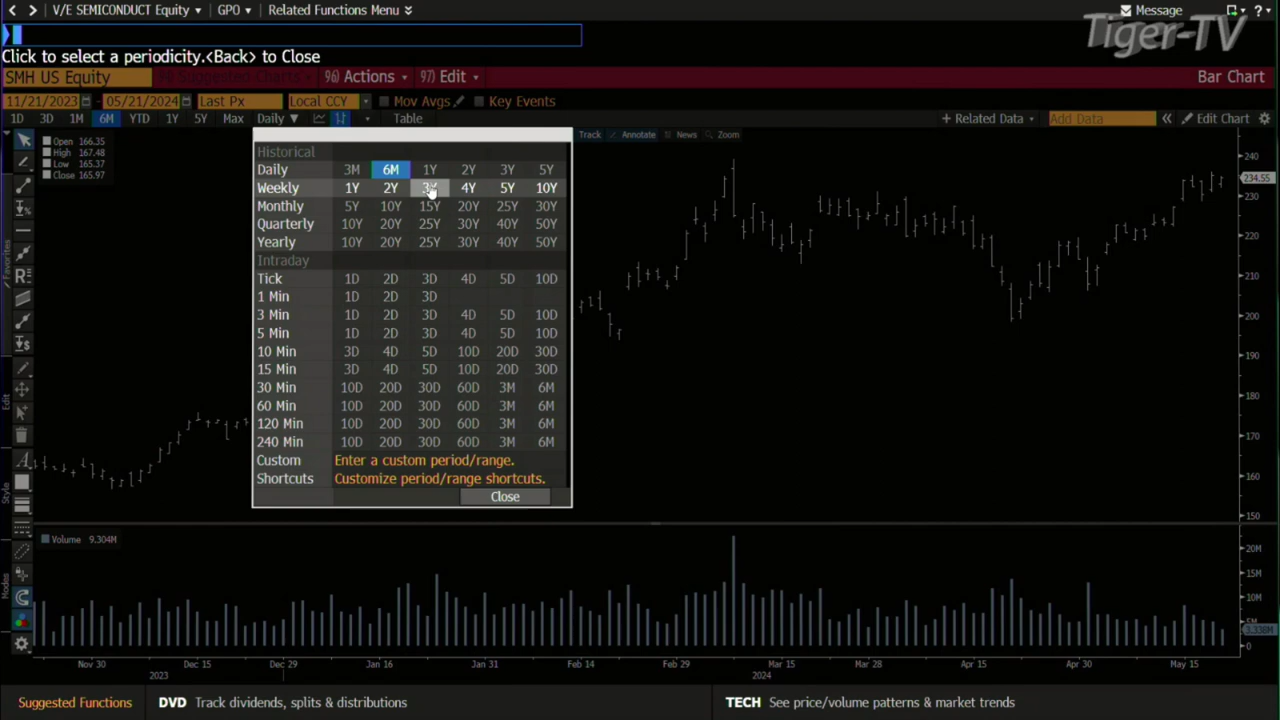 V/E SEMICONDUCT Equity GPO Related Functions Menu Message
Tiger-TV
Click to select a periodicity.<Back> to Close
SMH US Equity 96) Actions 97) Edit Bar Chart
11/21/2023 - 05/21/2024 Last Px Local CCY Mov Avgs Key Events
1D 3D 1M 6M YTD 1Y 5Y Max Daily Table + Related Data Add Data Edit Chart
Track Annotate News Zoom
Open 166.35
High 167.48
Low 165.37
Close 165.97
Historical
Daily 3M 6M 1Y 2Y 3Y 5Y
Weekly 1Y 2Y 3Y 4Y 5Y 10Y
Monthly 5Y 10Y 15Y 20Y 25Y 30Y
Quarterly 10Y 20Y 25Y 30Y 40Y 50Y
Yearly 10Y 20Y 25Y 30Y 40Y 50Y
Intraday
Tick 1D 2D 3D 4D 5D 10D
1 Min 1D 2D 3D
3 Min 1D 2D 3D 4D 5D 10D
5 Min 1D 2D 3D 4D 5D 10D
10 Min 3D 4D 5D 10D 20D 30D
15 Min 3D 4D 5D 10D 20D 30D
30 Min 10D 20D 30D 60D 3M 6M
60 Min 10D 20D 30D 60D 3M 6M
120 Min 10D 20D 30D 60D 3M 6M
240 Min 10D 20D 30D 60D 3M 6M
Custom Enter a custom period/range.
Shortcuts Customize period/range shortcuts.
Close
240
234.55
230
220
210
200
190
180
170
160
150
Favorites
Edit
Style
Modes
Volume 9.304M
20M
15M
10M
5M
3.338M
0
Nov 30 Dec 15 Dec 29 Jan 16 Jan 31 Feb 14 Feb 29 Mar 15 Mar 28 Apr 15 Apr 30 May 15
2023 2024
Suggested Functions DVD Track dividends, splits & distributions TECH See price/volume patterns & market trends